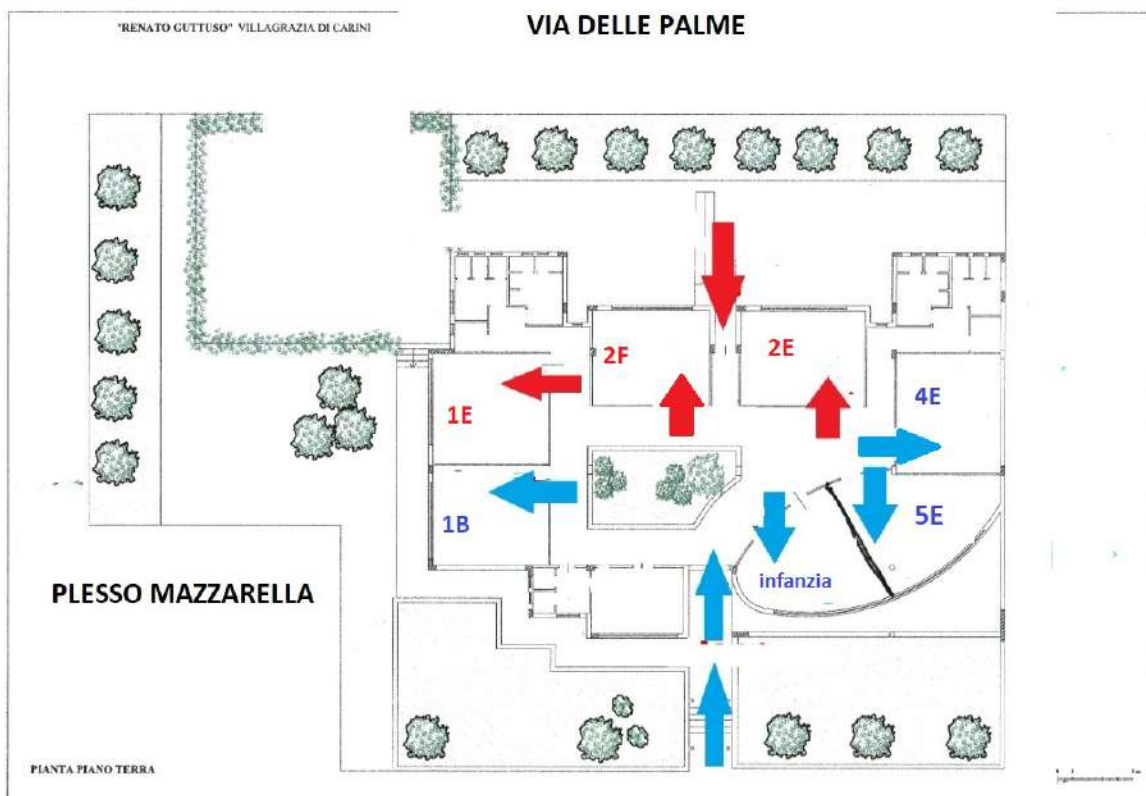 "RENATO GUTTUSO" VILLAGRAZIA DI CARINI
VIA DELLE PALME
2F
2E
1E
4E
1B
5E
infanzia
PLESSO MAZZARELLA
PIANTA PIANO TERRA